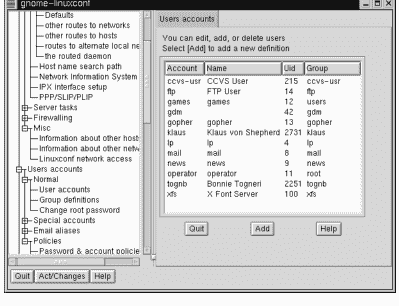 gnome-linuxconf
Defaults
other routes to networks
other routes to hosts
routes to alternate local ne
the routed daemon
Host name search path
Network Information System
IPX interface setup
PPP/SLIP/PLIP
Server tasks
Firewalling
Misc
Information about other host
Information about other netw
Linuxconf network access
Users accounts
Normal
User accounts
Group definitions
Change root password
Special accounts
Email aliases
Policies
Password & account policie
Users accounts
You can edit, add, or delete users
Select [Add] to add a new definition
Account Name Uid Group
ccvs-usr CCVS User 215 ccvs-usr
ftp FTP User 14 ftp
games games 12 users
gdm 42 gdm
gopher gopher 13 gopher
klaus Klaus von Shepherd 2731 klaus
lp lp 4 lp
mail mail 8 mail
news news 9 news
operator operator 11 root
tognb Bonnie Togneri 2251 tognb
xfs X Font Server 100 xfs
Quit Add Help
Quit Act/Changes Help